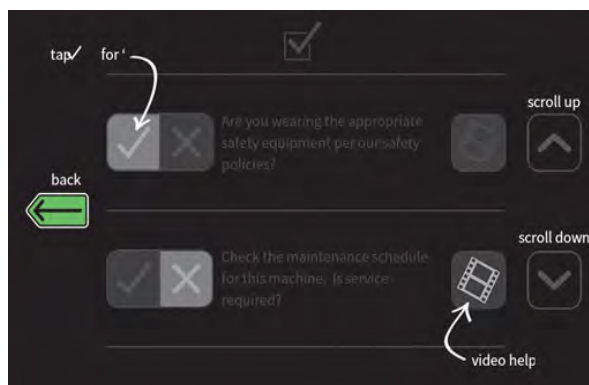 tap✓ for '
scroll up
Are you wearing the appropriate
safety equipment per our safety
policies?
back
scroll down
Check the maintenance schedule
for this machine. Is service
required?
video help